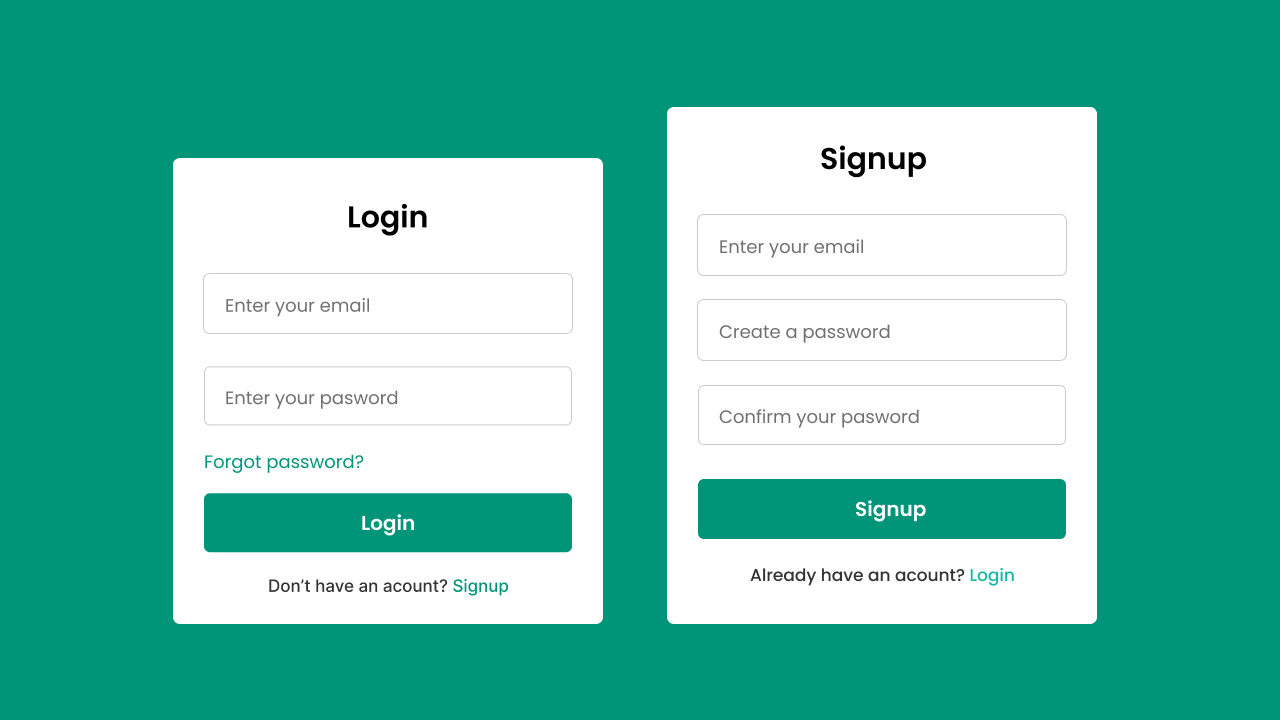 Login
Enter your email
Enter your pasword
Forgot password?
Login
Don't have an acount? Signup
Signup
Enter your email
Create a password
Confirm your pasword
Signup
Already have an acount? Login